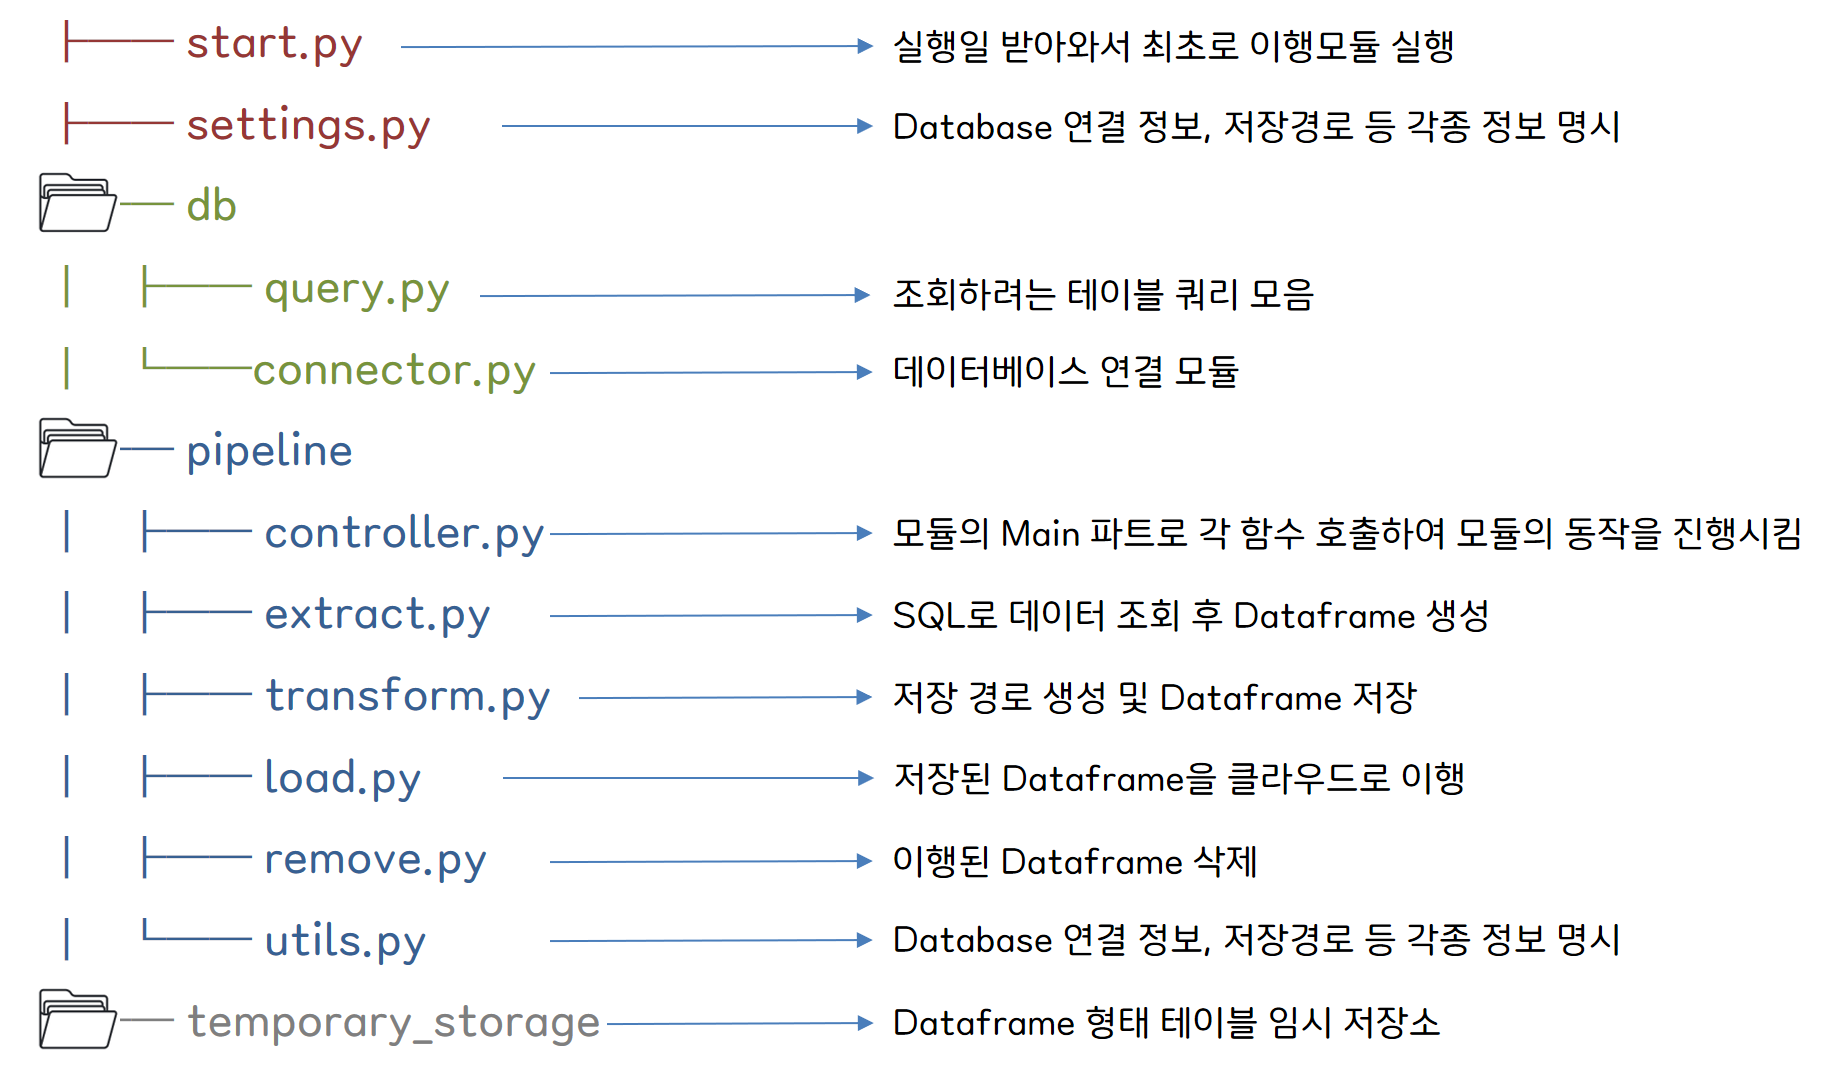 ├── start.py 실행일 받아와서 최초로 이행모듈 실행
├── settings.py Database 연결 정보, 저장경로 등 각종 정보 명시
── db
│ ├── query.py 조회하려는 테이블 쿼리 모음
│ └──connector.py 데이터베이스 연결 모듈
── pipeline
│ ├── controller.py 모듈의 Main 파트로 각 함수 호출하여 모듈의 동작을 진행시킴
│ ├── extract.py SQL로 데이터 조회 후 Dataframe 생성
│ ├── transform.py 저장 경로 생성 및 Dataframe 저장
│ ├── load.py 저장된 Dataframe을 클라우드로 이행
│ ├── remove.py 이행된 Dataframe 삭제
│ └── utils.py Database 연결 정보, 저장경로 등 각종 정보 명시
── temporary_storage Dataframe 형태 테이블 임시 저장소